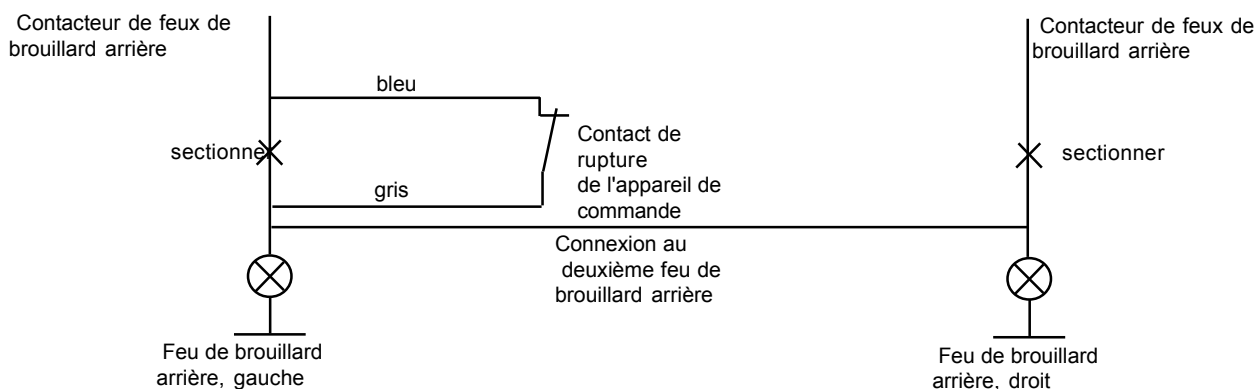 Contacteur de feux de
brouillard arrière
Contacteur de feux de
brouillard arrière
bleu
sectionner
Contact de
rupture
de l'appareil de
commande
sectionner
gris
Connexion au
deuxième feu de
brouillard arrière
Feu de brouillard
arrière, gauche
Feu de brouillard
arrière, droit